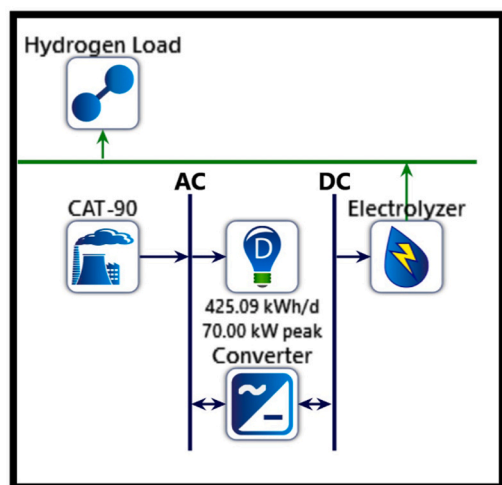 Hydrogen Load
AC
DC
CAT-90
Electrolyzer
D
425.09 kWh/d
70.00 kW peak
Converter